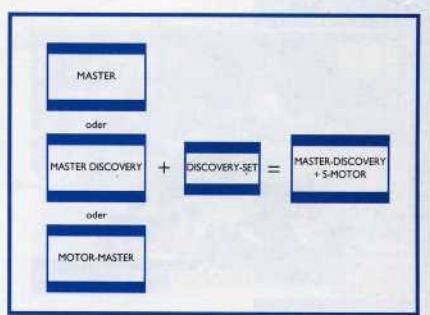 MASTER
oder
MASTER DISCOVERY
+
DISCOVERY-SET
=
MASTER-DISCOVERY
+ S-MOTOR
oder
MOTOR-MASTER